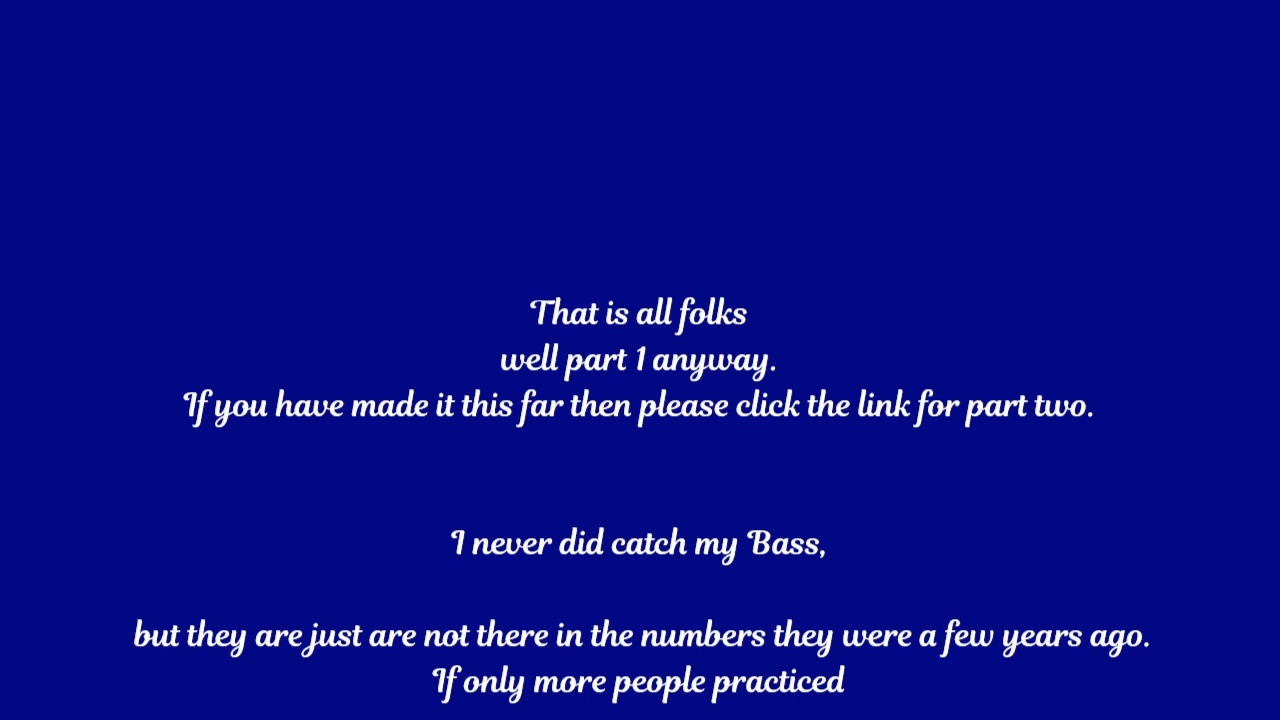 That is all folks
well part 1 anyway.
If you have made it this far then please click the link for part two.
I never did catch my Bass,
but they are just are not there in the numbers they were a few years ago.
If only more people practiced